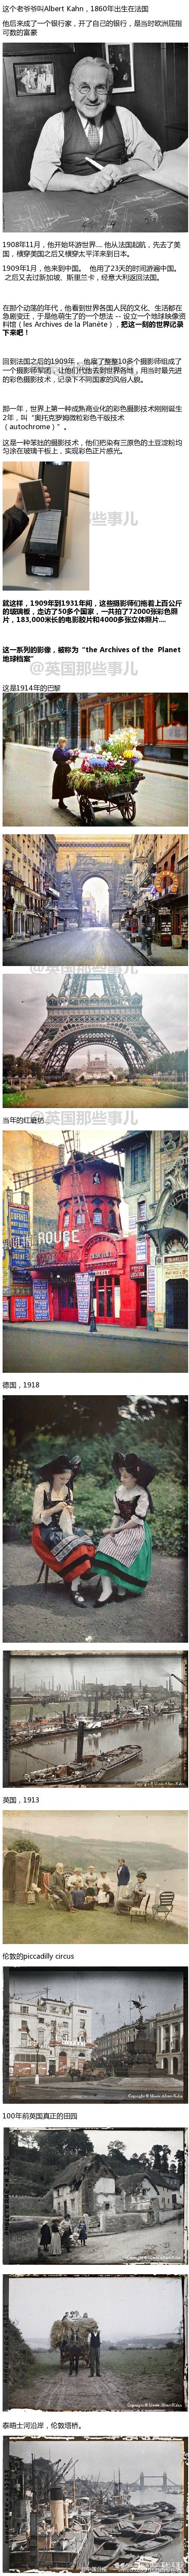 这个老爷爷叫Albert Kahn，1860年出生在法国
他后来成了一个银行家，开了自己的银行，是当时欧洲屈指
可数的富豪
1908年11月，他开始环游世界.... 他从法国起航，先去了美
国，横穿美国之后又横穿太平洋来到日本。
1909年1月，他来到中国。 他用了23天的时间游遍中国。
之后又去过新加坡、斯里兰卡，经意大利返回法国。
在那个动荡的年代，他看到世界各国人民的文化、生活都在
急剧变迁，于是他萌生了的一个想法 -- 设立一个地球映像资
料馆（ les Archives de la Planète ），把这一刻的世界记录
下来吧！
回到法国之后的1909年，他雇了整整10多个摄影师组成了
一个摄影师军团，让他们代他去到世界各地，用当时最先进
的彩色摄影技术，记录下不同国家的风俗人貌。
那一年，世界上第一种成熟商业化的彩色摄影技术刚刚诞生
2年，叫“奥托克罗姆微粒彩色干版技术
（autochrome）”。
这是一种笨拙的摄影技术，他们把染有三原色的土豆淀粉均
匀涂在玻璃干板上，实现彩色正片感光。
@英国那些事儿
就这样，1909年到1931年间，这些摄影师们拖着上百公斤
的玻璃板，走访了50多个国家，一共拍了72000张彩色照
片，183,000米长的电影胶片和4000多张立体照片....
这一系列的影像，被称为“the Archives of the Planet
地球档案”
@英国那些事儿
这是1914年的巴黎
@英国那些事儿
@英国那些事儿
当年的红磨坊...
ROUGE
德国，1918
英国，1913
伦敦的piccadilly circus
100年前英国真正的田园
泰晤士河沿岸，伦敦塔桥。